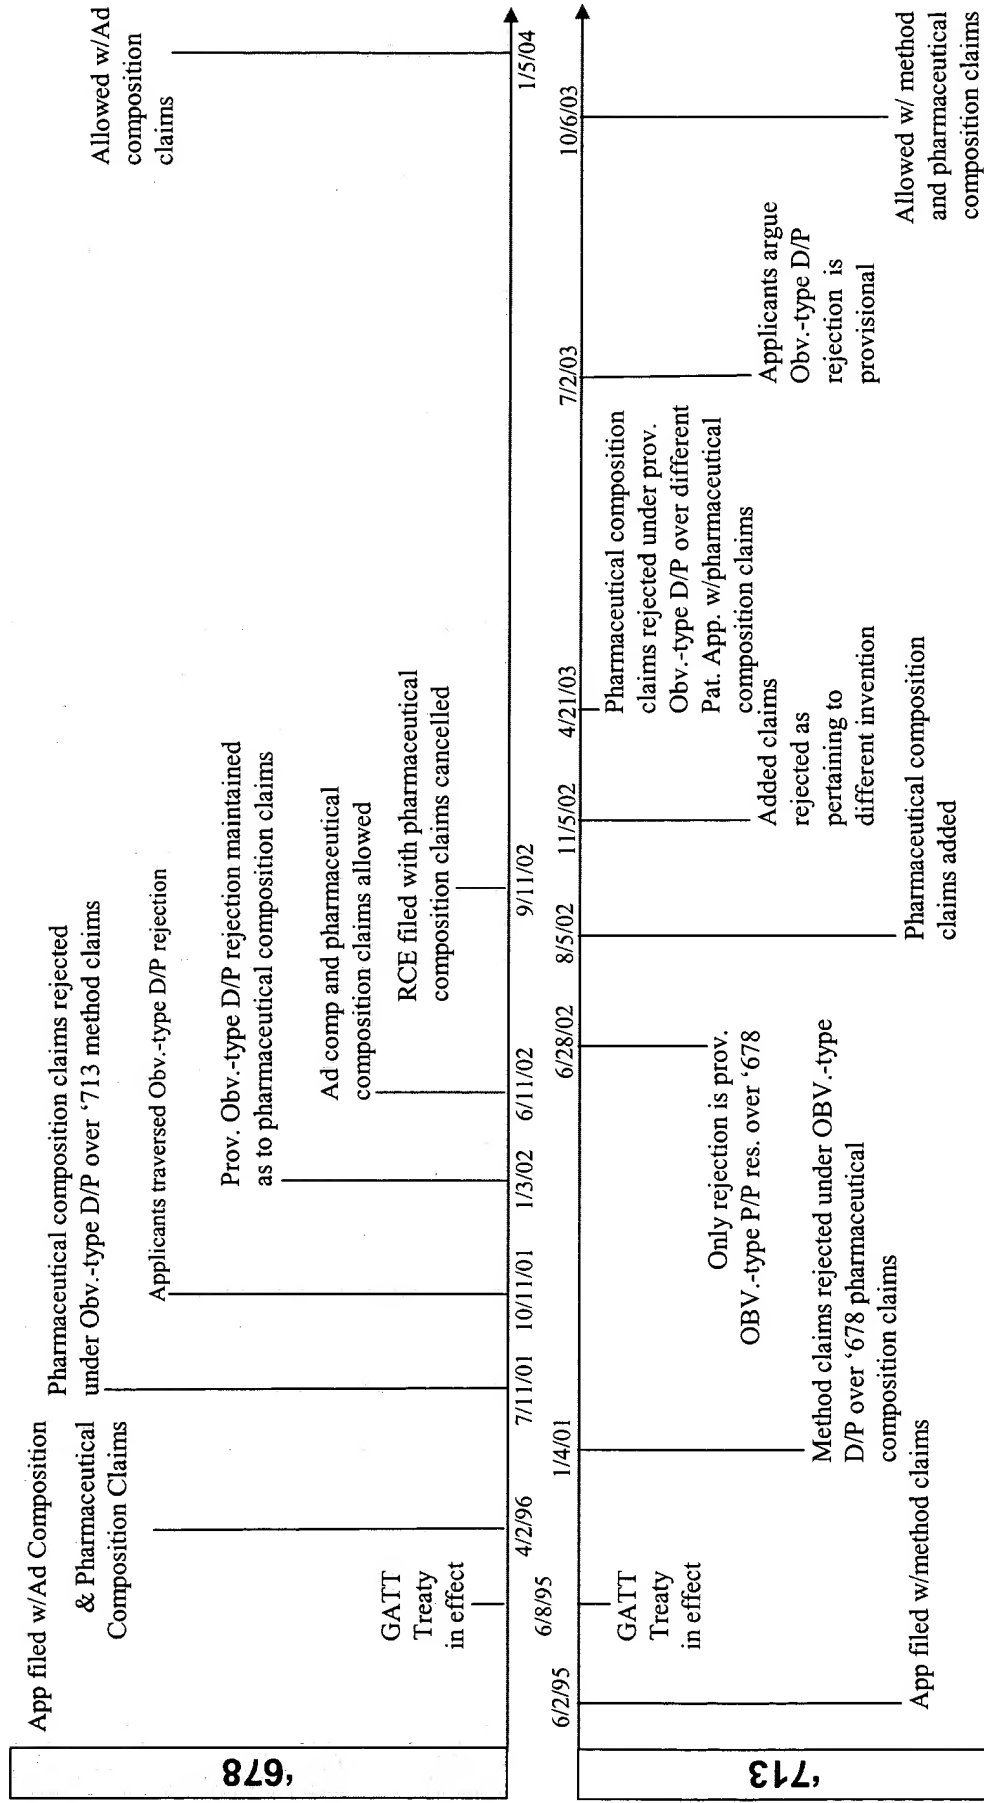 '678
App filed w/Ad Composition
& Pharmaceutical
Composition Claims
GATT
Treaty
in effect
Pharmaceutical composition claims rejected
under Obv.-type D/P over '713 method claims
Applicants traversed Obv.-type D/P rejection
Prov. Obv.-type D/P rejection maintained
as to pharmaceutical composition claims
Ad comp and pharmaceutical
composition claims allowed
RCE filed with pharmaceutical
composition claims cancelled
Allowed w/Ad
composition
claims
6/8/95
4/2/96
7/11/01
10/11/01
1/3/02
6/11/02
9/11/02
1/5/04
'713
6/2/95
1/4/01
6/28/02
8/5/02
11/5/02
4/21/03
7/2/03
10/6/03
App filed w/method claims
GATT
Treaty
in effect
Method claims rejected under OBV.-type
D/P over '678 pharmaceutical
composition claims
Only rejection is prov.
OBV.-type P/P res. over '678
Pharmaceutical composition
claims added
Added claims
rejected as
pertaining to
different invention
Pharmaceutical composition
claims rejected under prov.
Obv.-type D/P over different
Pat. App. w/pharmaceutical
composition claims
Applicants argue
Obv.-type D/P
rejection is
provisional
Allowed w/ method
and pharmaceutical
composition claims